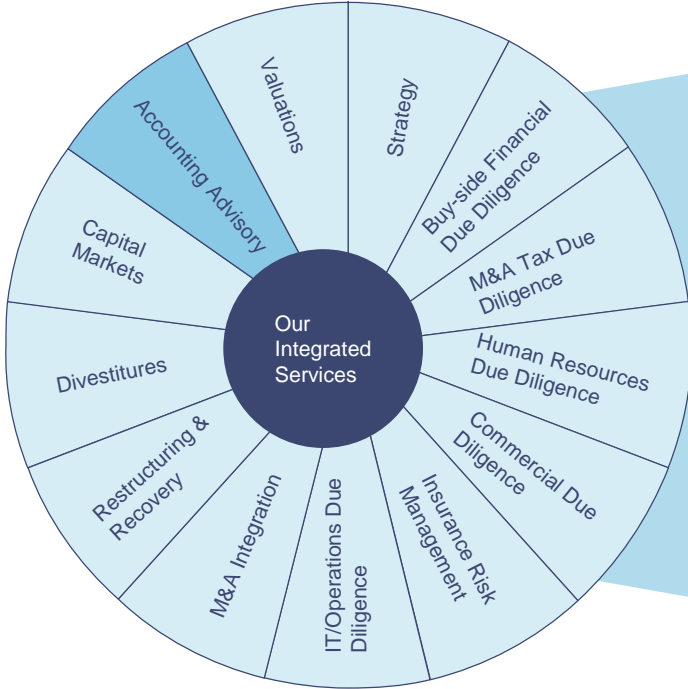 Our
Integrated
Services
Strategy
Buy-side Financial
Due Diligence
M&A Tax Due
Diligence
Human Resources
Due Diligence
Commercial Due
Diligence
Insurance Risk
Management
IT/Operations Due
Diligence
M&A Integration
Restructuring &
Recovery
Divestitures
Capital
Markets
Accounting Advisory
Valuations